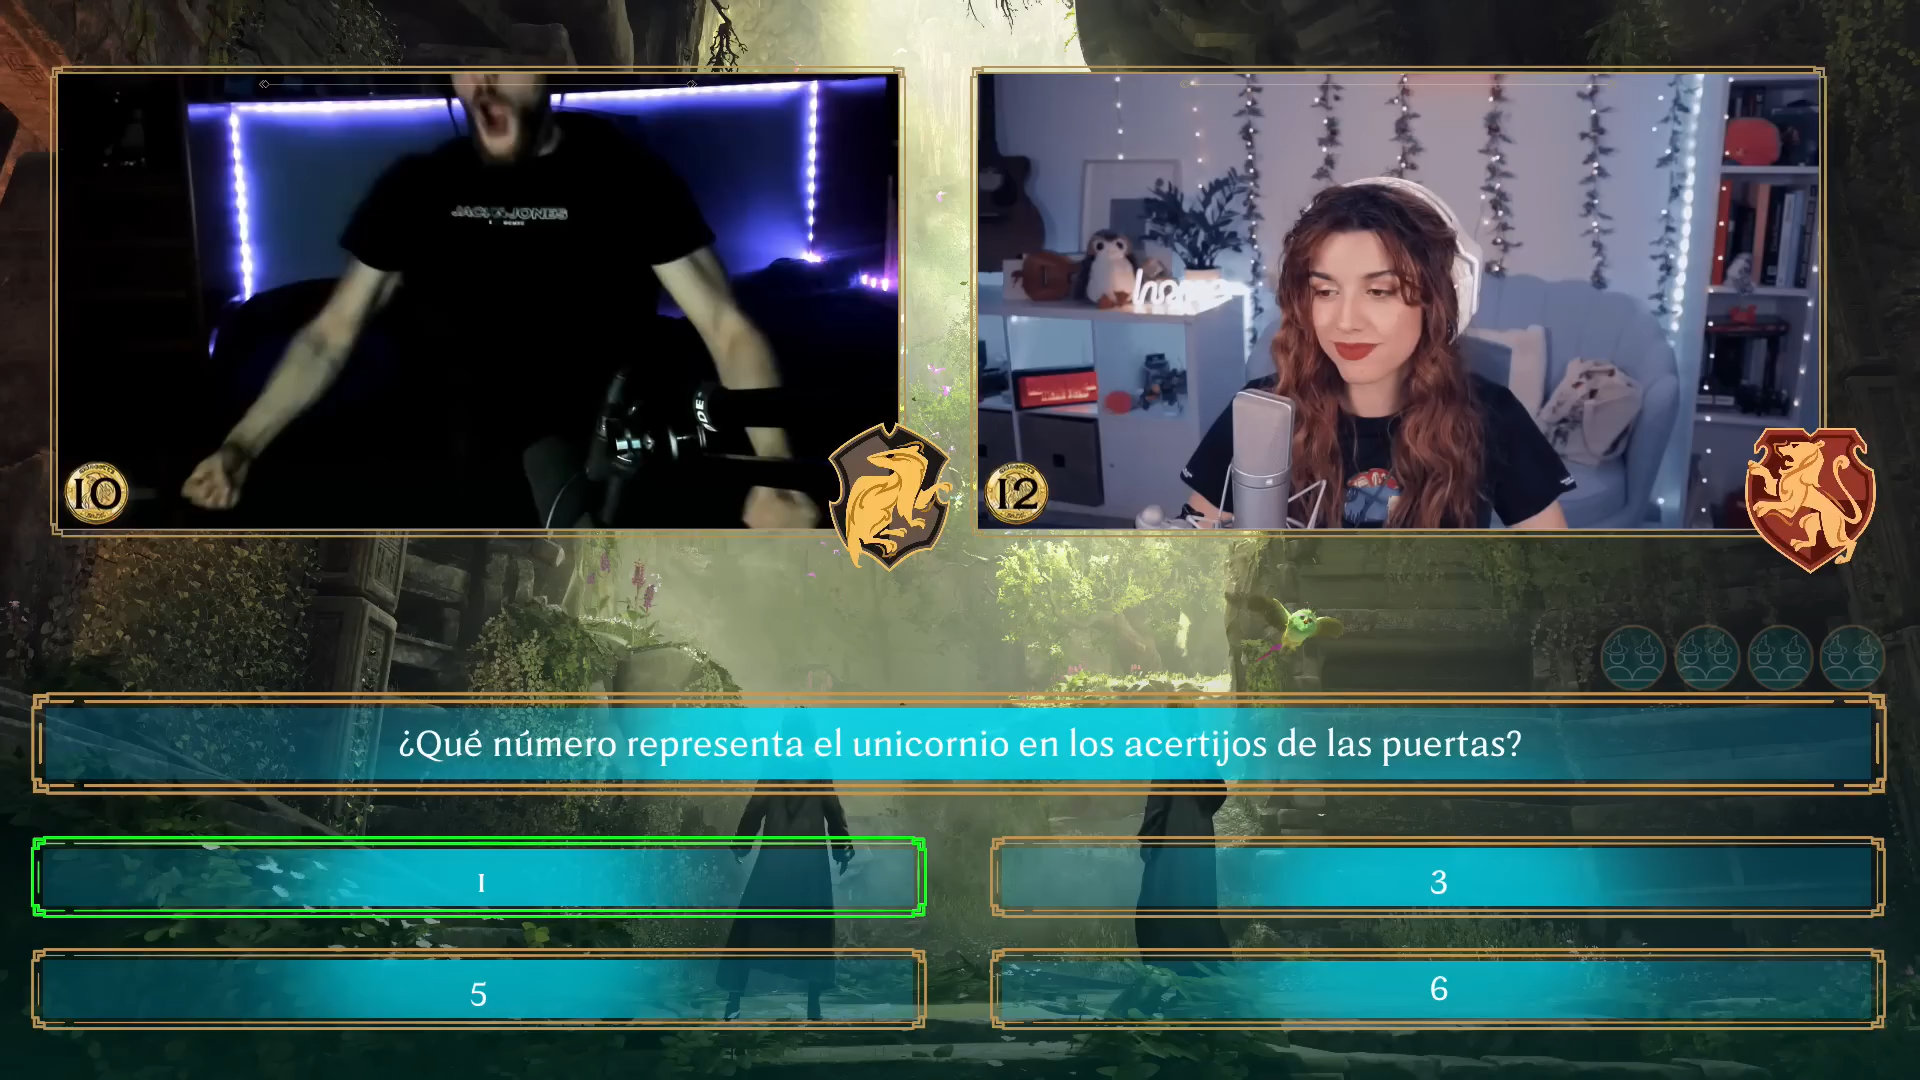 JACK & JONES
10
home
12
¿Qué número representa el unicornio en los acertijos de las puertas?
1
3
5
6